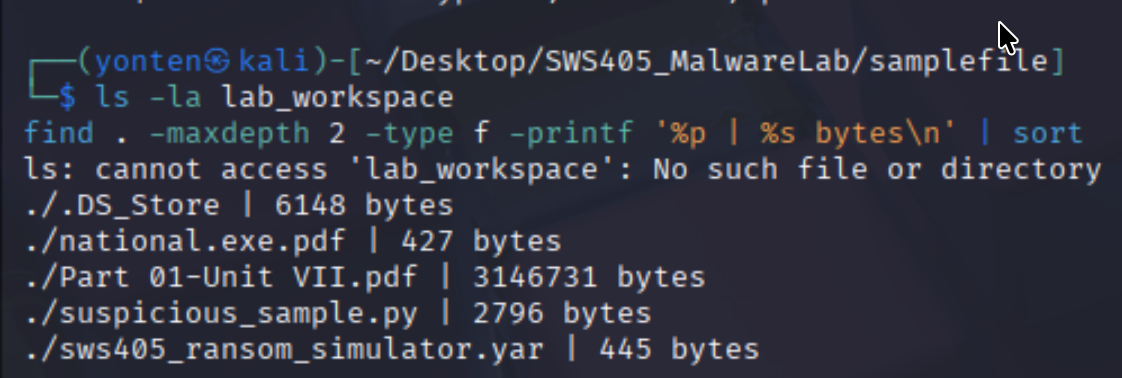 ┌──(yonten㉿kali)-[~/Desktop/SWS405_MalwareLab/samplefile]
└─$ ls -la lab_workspace
find . -maxdepth 2 -type f -printf '%p | %s bytes\n' | sort
ls: cannot access 'lab_workspace': No such file or directory
./.DS_Store | 6148 bytes
./national.exe.pdf | 427 bytes
./Part 01-Unit VII.pdf | 3146731 bytes
./suspicious_sample.py | 2796 bytes
./sws405_ransom_simulator.yar | 445 bytes